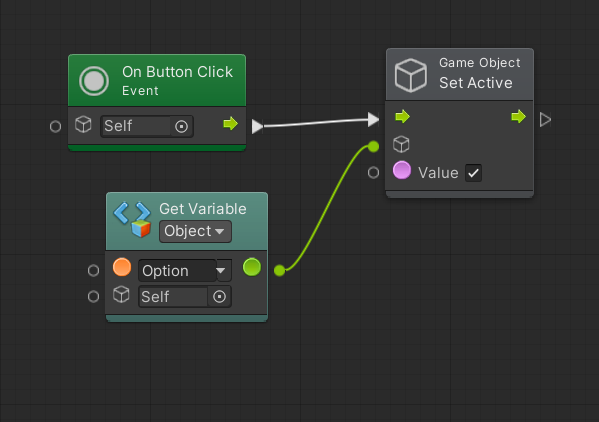 On Button Click
Event
Self
Game Object
Set Active
Value
Get Variable
Object
Option
Self